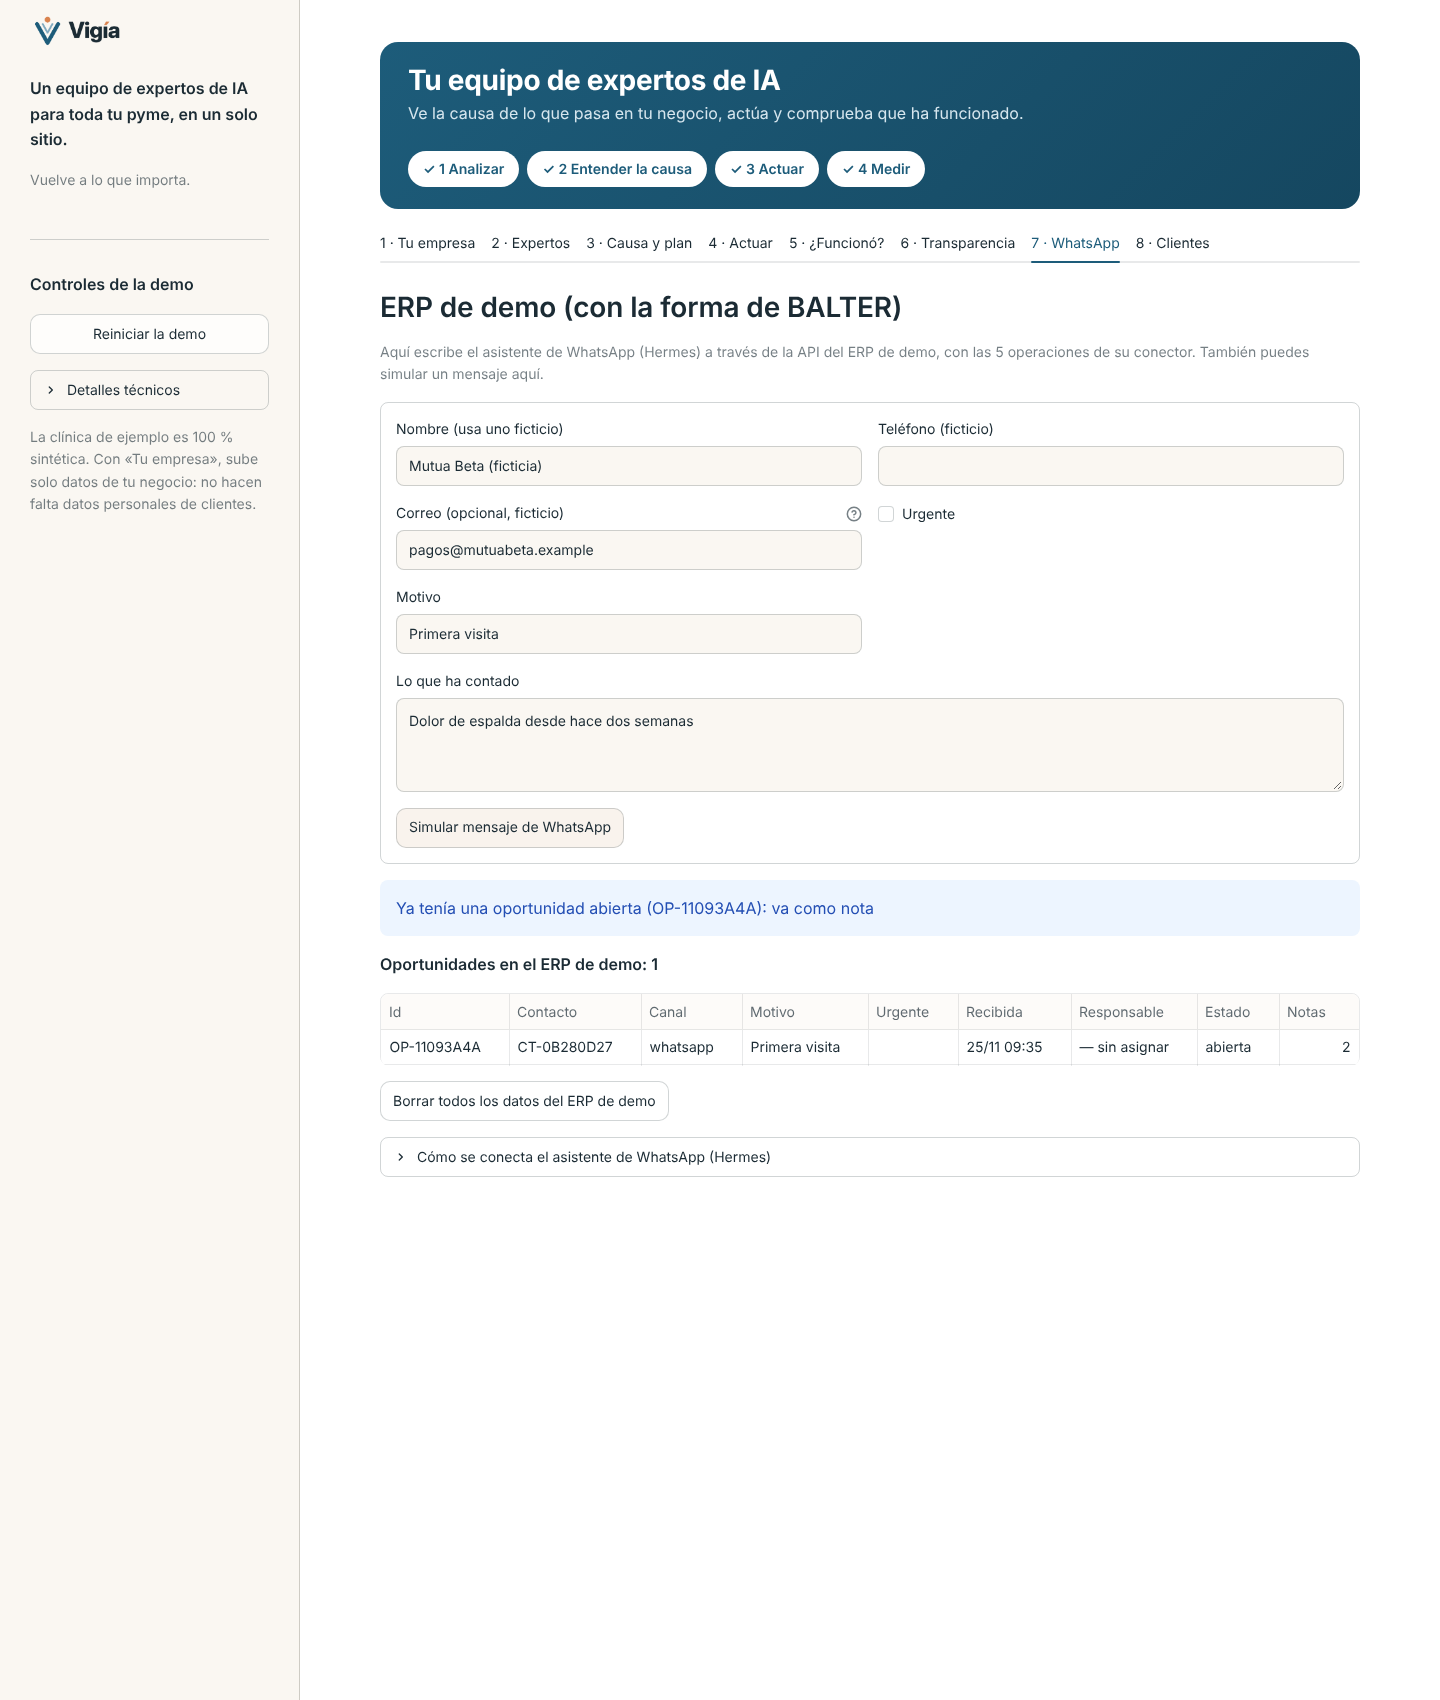 Vigía
Un equipo de expertos de IA
para toda tu pyme, en un solo
sitio.
Vuelve a lo que importa.
Controles de la demo
Reiniciar la demo
Detalles técnicos
La clínica de ejemplo es 100 %
sintética. Con «Tu empresa», sube
solo datos de tu negocio: no hacen
falta datos personales de clientes.
Tu equipo de expertos de IA
Ve la causa de lo que pasa en tu negocio, actúa y comprueba que ha funcionado.
✓ 1 Analizar ✓ 2 Entender la causa ✓ 3 Actuar ✓ 4 Medir
1 · Tu empresa 2 · Expertos 3 · Causa y plan 4 · Actuar 5 · ¿Funcionó? 6 · Transparencia 7 · WhatsApp 8 · Clientes
ERP de demo (con la forma de BALTER)
Aquí escribe el asistente de WhatsApp (Hermes) a través de la API del ERP de demo, con las 5 operaciones de su conector. También puedes
simular un mensaje aquí.
Nombre (usa uno ficticio) Teléfono (ficticio)
Mutua Beta (ficticia)
Correo (opcional, ficticio) Urgente
pagos@mutuabeta.example
Motivo
Primera visita
Lo que ha contado
Dolor de espalda desde hace dos semanas
Simular mensaje de WhatsApp
Ya tenía una oportunidad abierta (OP-11093A4A): va como nota
Oportunidades en el ERP de demo: 1
Id Contacto Canal Motivo Urgente Recibida Responsable Estado Notas
OP-11093A4A CT-0B280D27 whatsapp Primera visita 25/11 09:35 — sin asignar abierta 2
Borrar todos los datos del ERP de demo
Cómo se conecta el asistente de WhatsApp (Hermes)